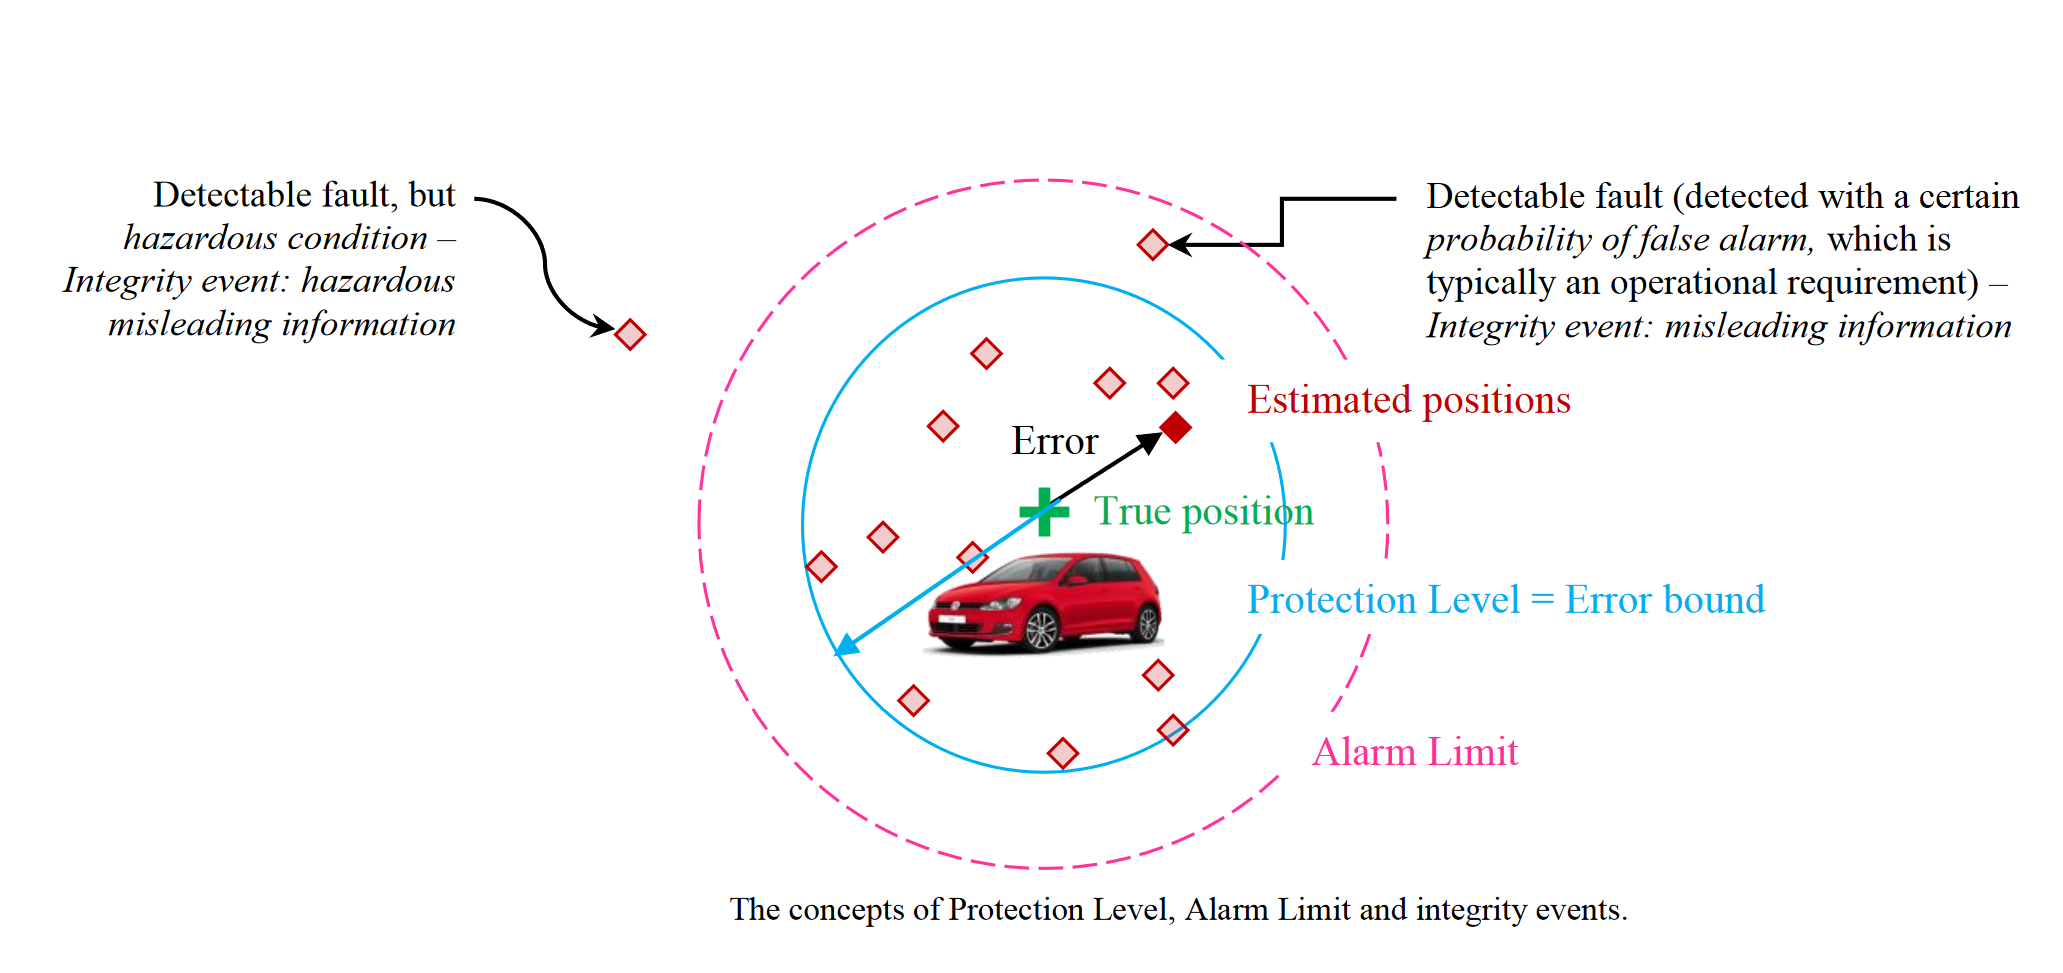 Detectable fault, but
hazardous condition –
Integrity event: hazardous
misleading information
Detectable fault (detected with a certain
probability of false alarm, which is
typically an operational requirement) –
Integrity event: misleading information
Estimated positions
Error
True position
Protection Level = Error bound
Alarm Limit
The concepts of Protection Level, Alarm Limit and integrity events.